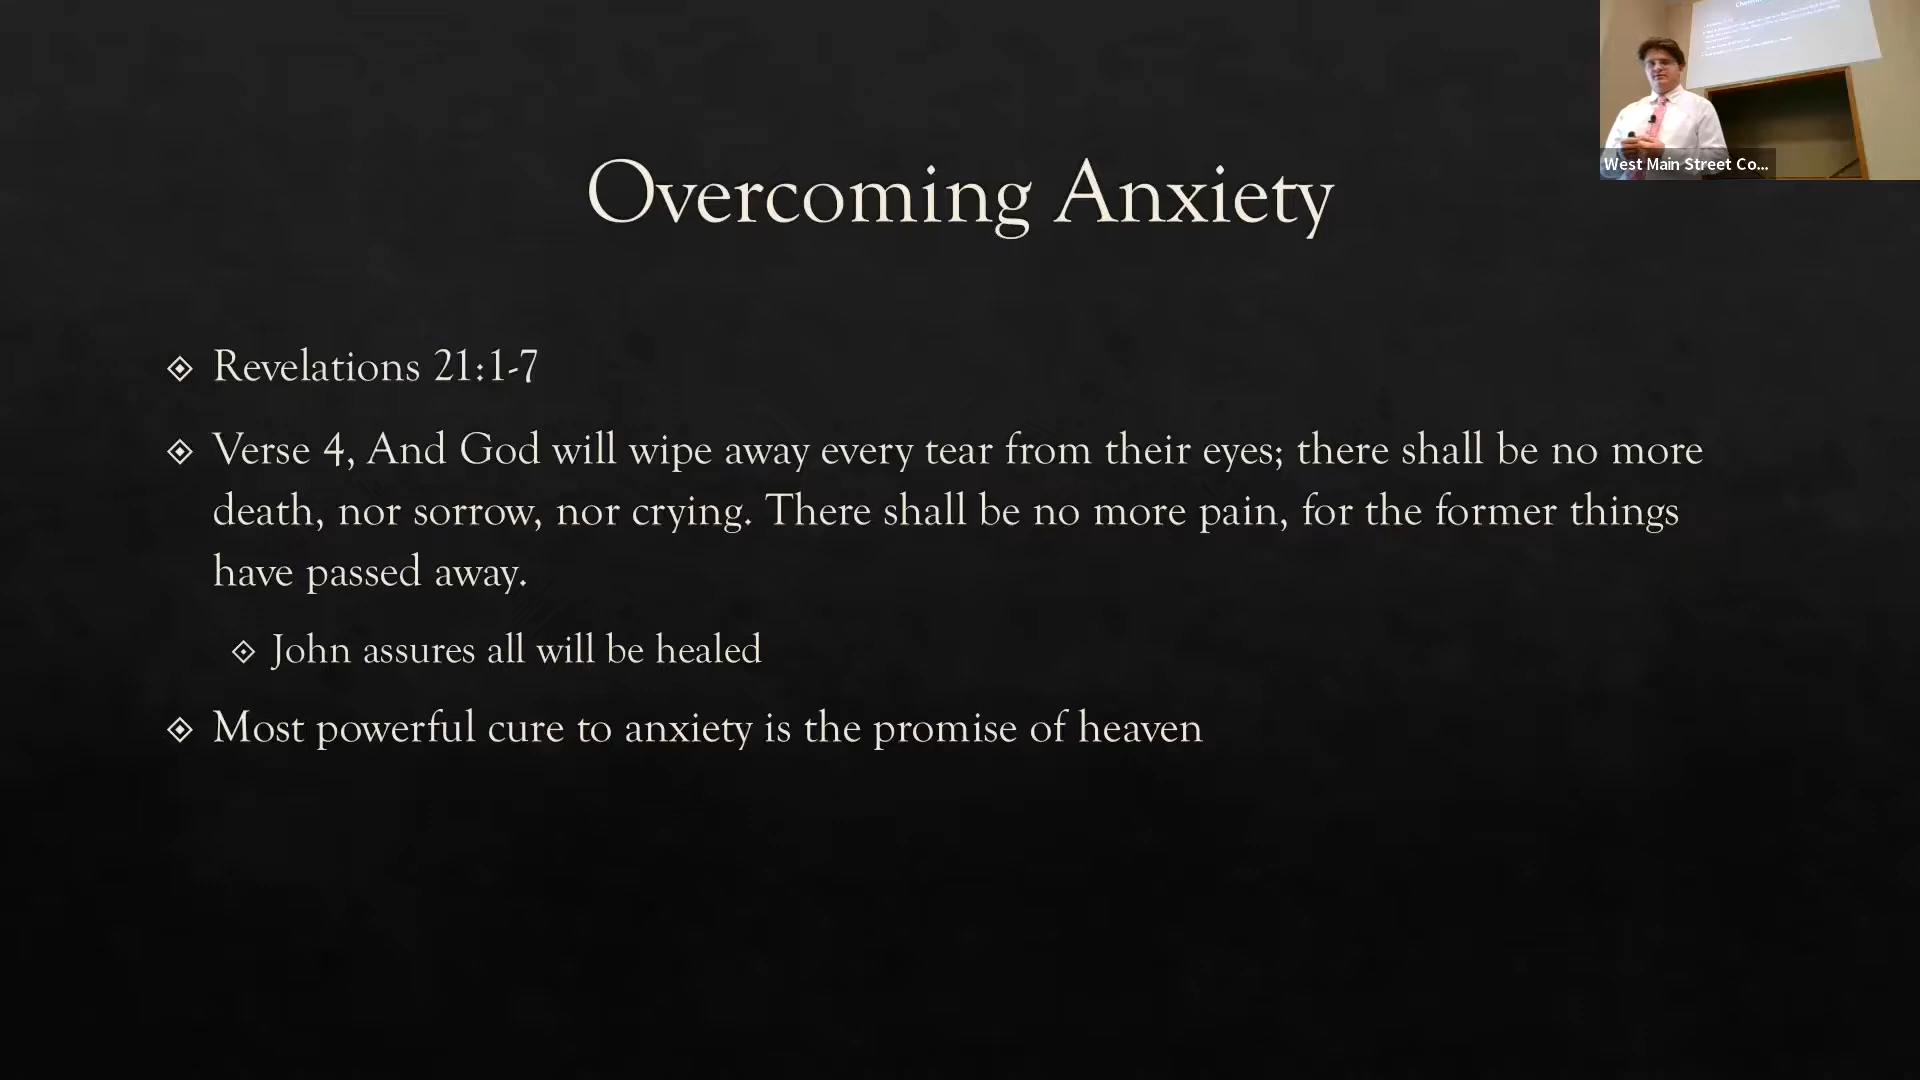 Overcoming Anxiety
West Main Street Co...
Revelations 21:1-7
Verse 4, And God will wipe away every tear from their eyes; there shall be no more
death, nor sorrow, nor crying. There shall be no more pain, for the former things
have passed away.
John assures all will be healed
Most powerful cure to anxiety is the promise of heaven